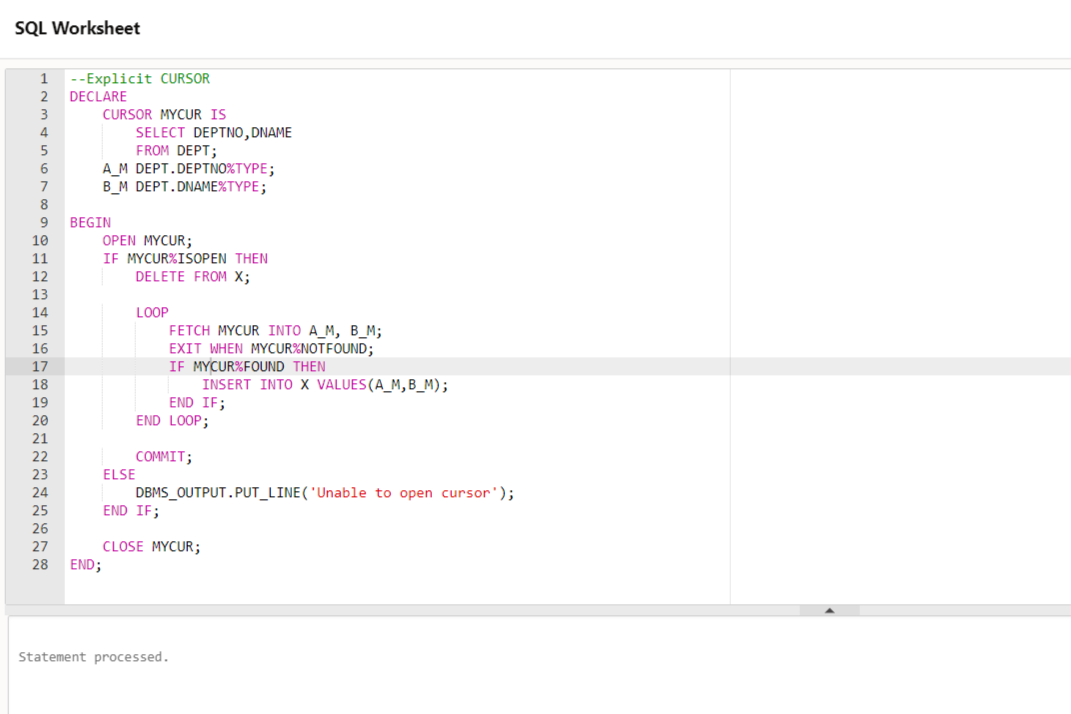 SQL Worksheet
1 --Explicit CURSOR
2 DECLARE
3 CURSOR MYCUR IS
4 SELECT DEPTNO,DNAME
5 FROM DEPT;
6 A_M DEPT.DEPTNO%TYPE;
7 B_M DEPT.DNAME%TYPE;
8
9 BEGIN
10 OPEN MYCUR;
11 IF MYCUR%ISOPEN THEN
12 DELETE FROM X;
13
14 LOOP
15 FETCH MYCUR INTO A_M, B_M;
16 EXIT WHEN MYCUR%NOTFOUND;
17 IF MYCUR%FOUND THEN
18 INSERT INTO X VALUES(A_M,B_M);
19 END IF;
20 END LOOP;
21
22 COMMIT;
23 ELSE
24 DBMS_OUTPUT.PUT_LINE('Unable to open cursor');
25 END IF;
26
27 CLOSE MYCUR;
28 END;
Statement processed.